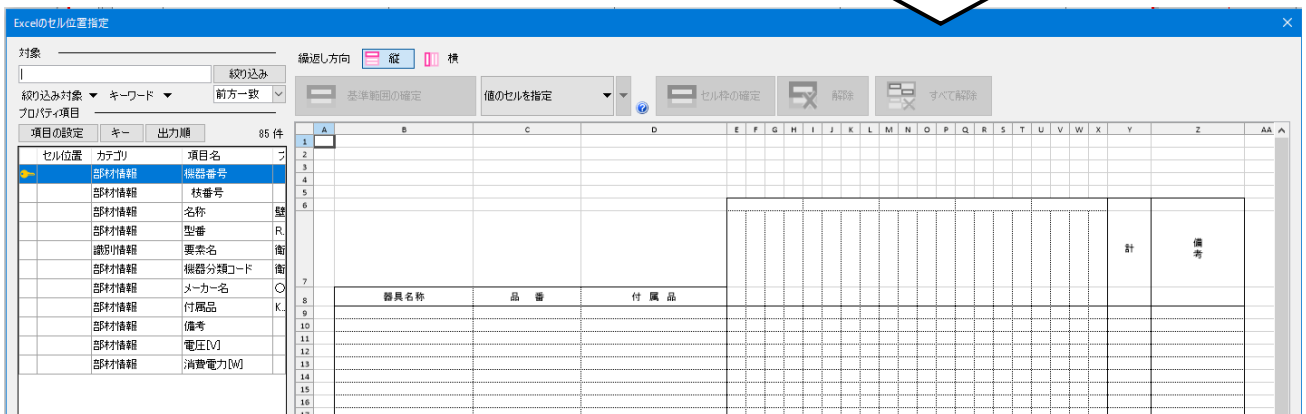 Excelのセル位置指定
対象
絞り込み
絞り込み対象 ▼ キーワード ▼ 前方一致
プロパティ項目
項目の設定 キー 出力順 85 件
セル位置 カテゴリ 項目名
部材情報 機器番号
部材情報 枝番号
部材情報 名称 壁
部材情報 型番 R.
識別情報 要素名 衛
部材情報 機器分類コード 衛
部材情報 メーカー名 〇
部材情報 付属品 K.
部材情報 備考
部材情報 電圧[V]
部材情報 消費電力[W]
繰返し方向 縦 横
基準範囲の確定 値のセルを指定 セル枠の確定 解除 すべて解除
A B C D E F G H I J K L M N O P Q R S T U V W X Y Z AA
1
2
3
4
5
6
7
計 備考
8 器具名称 品 番 付 属 品
9
10
11
12
13
14
15
16